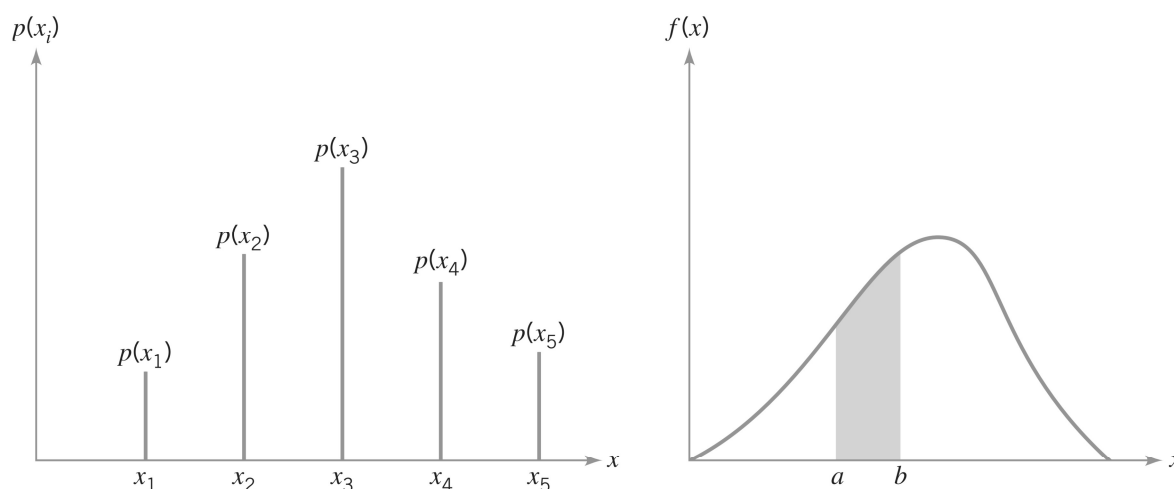 p(xᵢ)
p(x₁)
p(x₂)
p(x₃)
p(x₄)
p(x₅)
x₁ x₂ x₃ x₄ x₅ x
f(x)
a b x